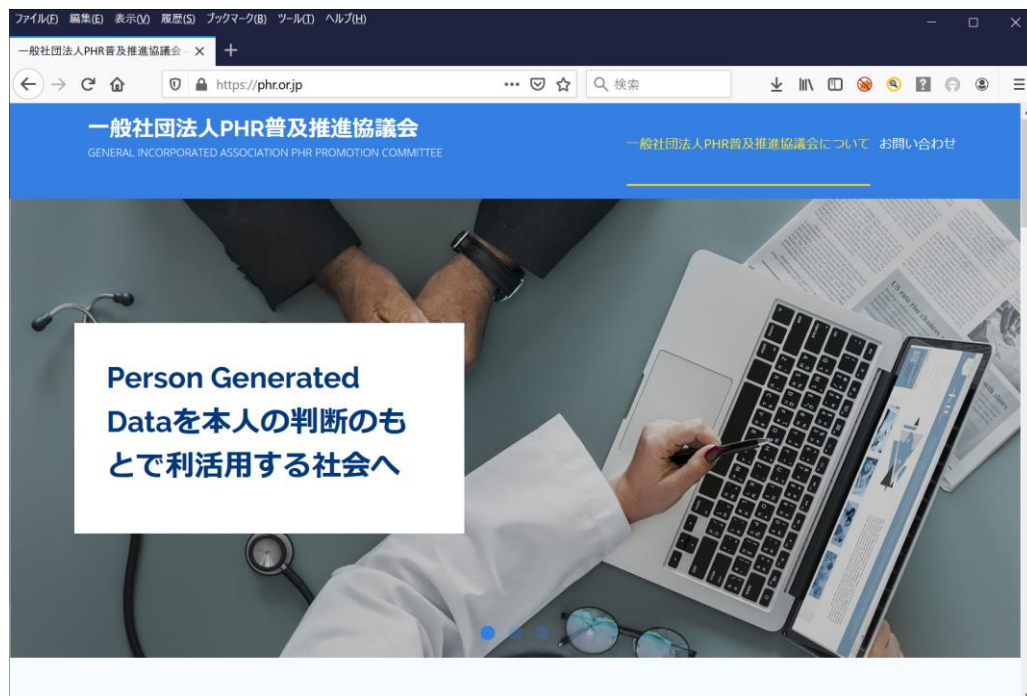 ファイル(F) 編集(E) 表示(V) 履歴(S) ブックマーク(B) ツール(T) ヘルプ(H)
一般社団法人PHR普及推進協議会 -
https://phr.or.jp
検索
一般社団法人PHR普及推進協議会
GENERAL INCORPORATED ASSOCIATION PHR PROMOTION COMMITTEE
一般社団法人PHR普及推進協議会について お問い合わせ
Person Generated
Dataを本人の判断のも
とで利活用する社会へ
US rate rise chances